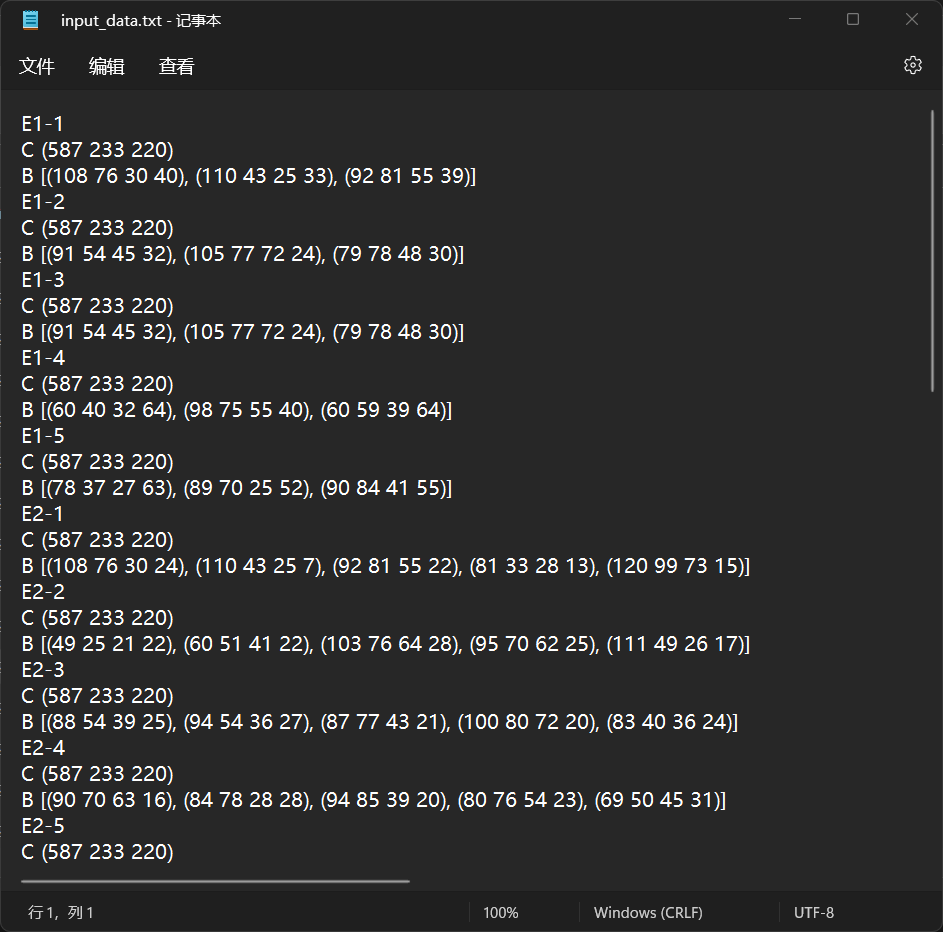 input_data.txt - 记事本
文件 编辑 查看
E1-1
C (587 233 220)
B [(108 76 30 40), (110 43 25 33), (92 81 55 39)]
E1-2
C (587 233 220)
B [(91 54 45 32), (105 77 72 24), (79 78 48 30)]
E1-3
C (587 233 220)
B [(91 54 45 32), (105 77 72 24), (79 78 48 30)]
E1-4
C (587 233 220)
B [(60 40 32 64), (98 75 55 40), (60 59 39 64)]
E1-5
C (587 233 220)
B [(78 37 27 63), (89 70 25 52), (90 84 41 55)]
E2-1
C (587 233 220)
B [(108 76 30 24), (110 43 25 7), (92 81 55 22), (81 33 28 13), (120 99 73 15)]
E2-2
C (587 233 220)
B [(49 25 21 22), (60 51 41 22), (103 76 64 28), (95 70 62 25), (111 49 26 17)]
E2-3
C (587 233 220)
B [(88 54 39 25), (94 54 36 27), (87 77 43 21), (100 80 72 20), (83 40 36 24)]
E2-4
C (587 233 220)
B [(90 70 63 16), (84 78 28 28), (94 85 39 20), (80 76 54 23), (69 50 45 31)]
E2-5
C (587 233 220)
行 1，列 1 100% Windows (CRLF) UTF-8